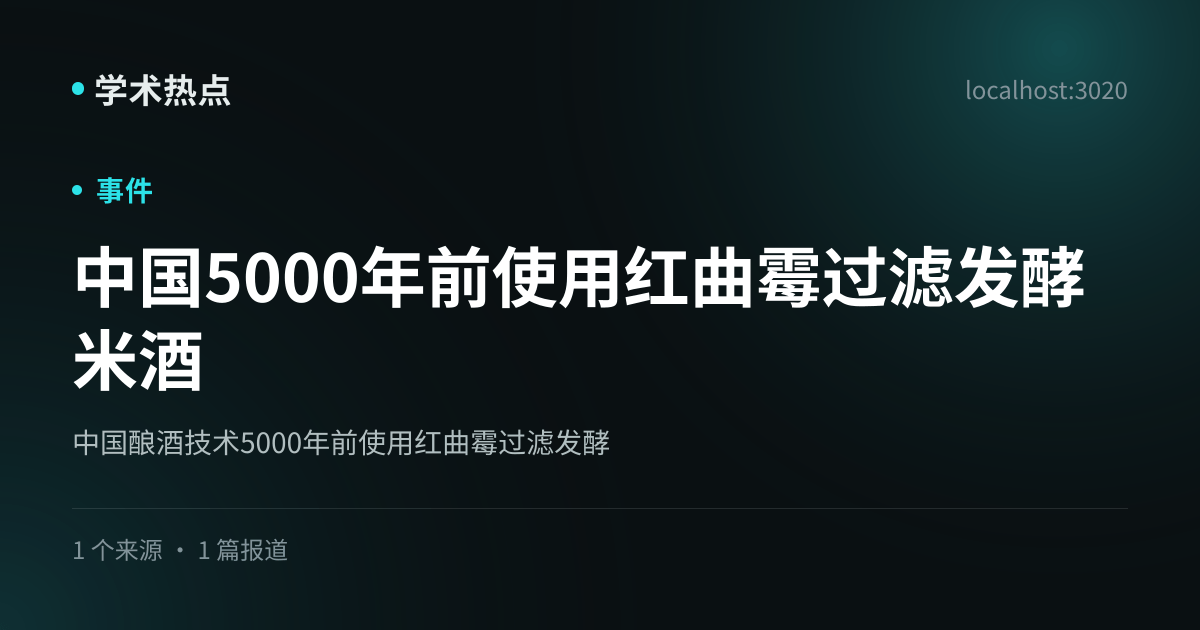 学术热点
localhost:3020
事件
中国5000年前使用红曲霉过滤发酵
米酒
中国酿酒技术5000年前使用红曲霉过滤发酵
1 个来源 · 1 篇报道